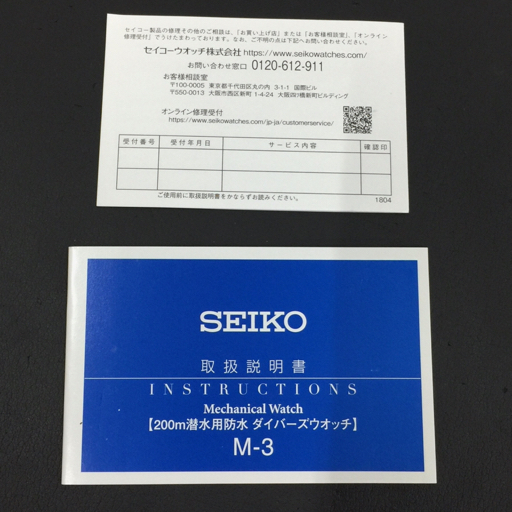 セイコー製品の修理その他のご相談は、「お買い上げ店」または「お客様相談室」、「オンライン
修理受付」でうけたまわっております。なお、ご不明の点は下記へお問い合わせください。
セイコーウオッチ株式会社 https://www.seikowatches.com/
お問い合わせ窓口 0120-612-911
お客様相談室
〒100-0005 東京都千代田区丸の内 3-1-1 国際ビル
〒550-0013 大阪市西区新町 1-4-24 大阪四ツ橋新町ビルディング
オンライン修理受付
https://www.seikowatches.com/jp-ja/customerservice/
受付番号 受付年月日 サービス内容 確認印
ご使用前に取扱説明書をかならずお読みください。
1804
SEIKO
取扱説明書
INSTRUCTIONS
Mechanical Watch
【200m潜水用防水 ダイバーズウオッチ】
M-3